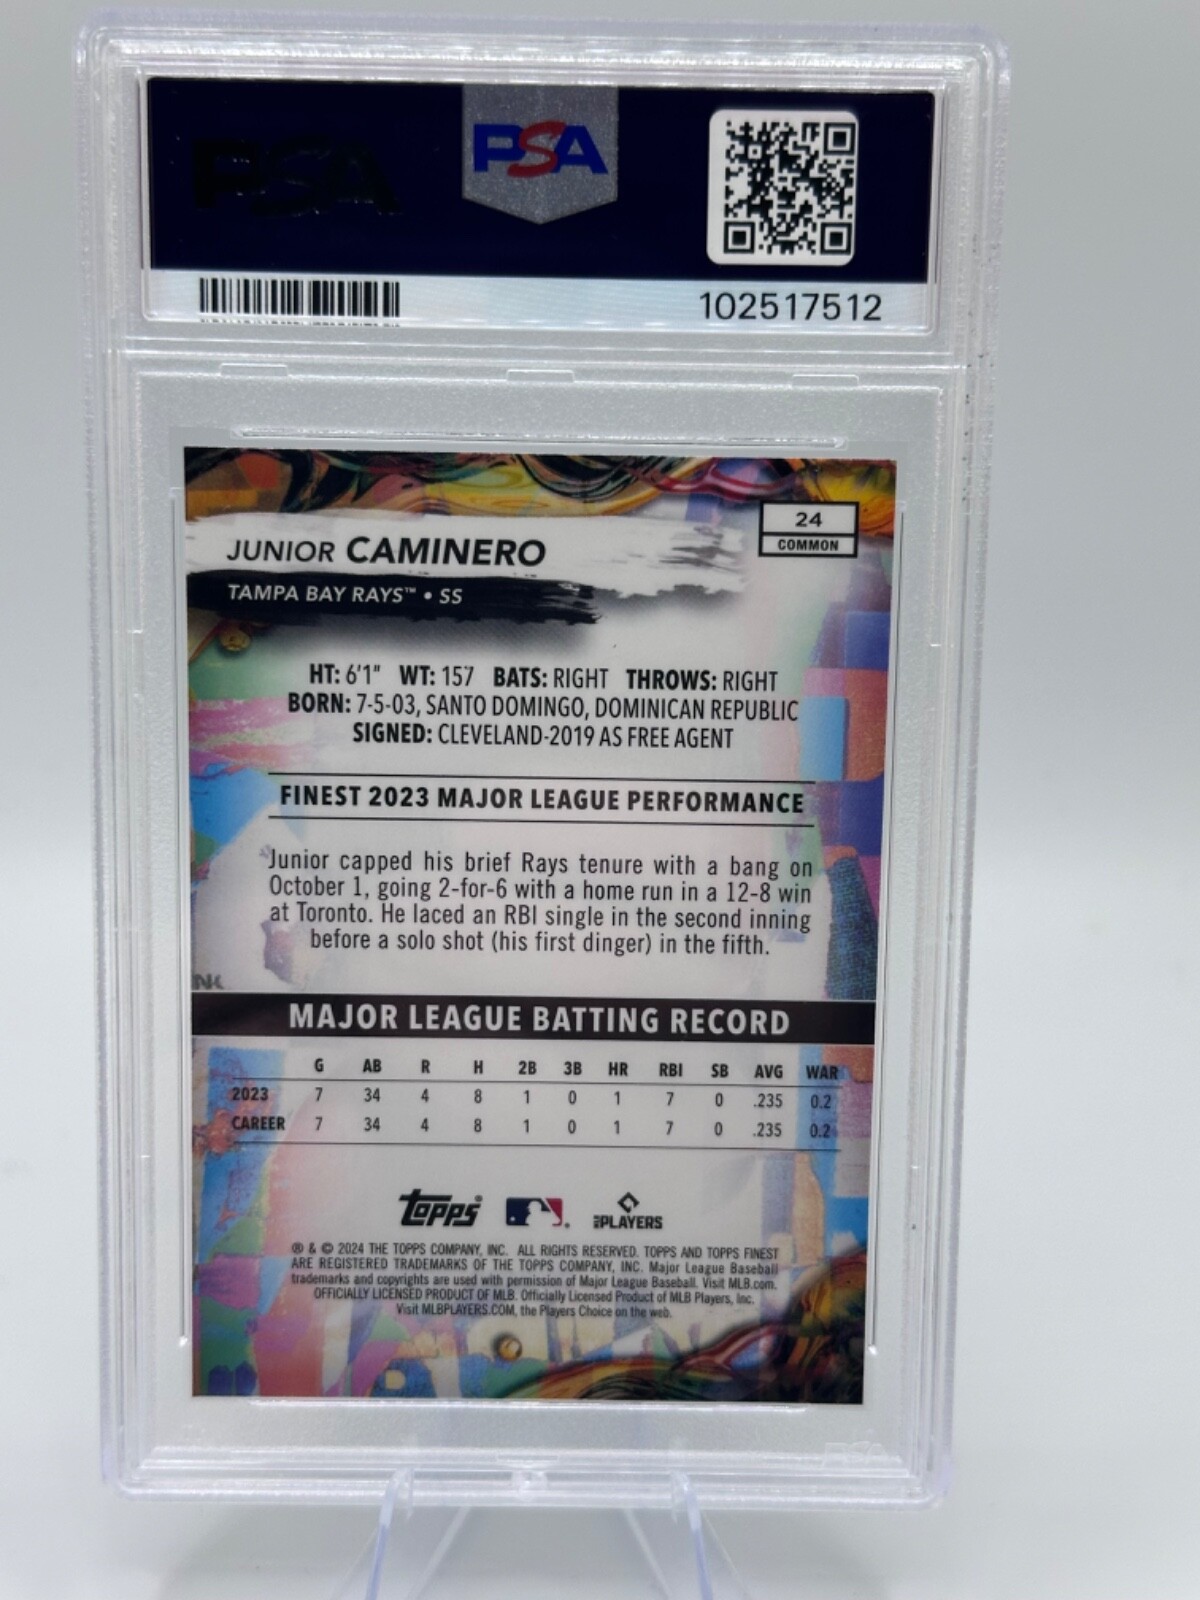 PSA
PSA
102517512
24
COMMON
JUNIOR CAMINERO
TAMPA BAY RAYS™ • SS
HT: 6'1" WT: 157 BATS: RIGHT THROWS: RIGHT
BORN: 7-5-03, SANTO DOMINGO, DOMINICAN REPUBLIC
SIGNED: CLEVELAND-2019 AS FREE AGENT
FINEST 2023 MAJOR LEAGUE PERFORMANCE
Junior capped his brief Rays tenure with a bang on
October 1, going 2-for-6 with a home run in a 12-8 win
at Toronto. He laced an RBI single in the second inning
before a solo shot (his first dinger) in the fifth.
MAJOR LEAGUE BATTING RECORD
G AB R H 2B 3B HR RBI SB AVG WAR
2023 7 34 4 8 1 0 1 7 0 .235 0.2
CAREER 7 34 4 8 1 0 1 7 0 .235 0.2
Topps® MLB PLAYERS
® & © 2024 THE TOPPS COMPANY, INC. ALL RIGHTS RESERVED. TOPPS AND TOPPS FINEST
ARE REGISTERED TRADEMARKS OF THE TOPPS COMPANY, INC. Major League Baseball
trademarks and copyrights are used with permission of Major League Baseball. Visit MLB.com.
OFFICIALLY LICENSED PRODUCT OF MLB. Officially Licensed Product of MLB Players, Inc.
Visit MLBPLAYERS.COM, the Players Choice on the web.
PSA